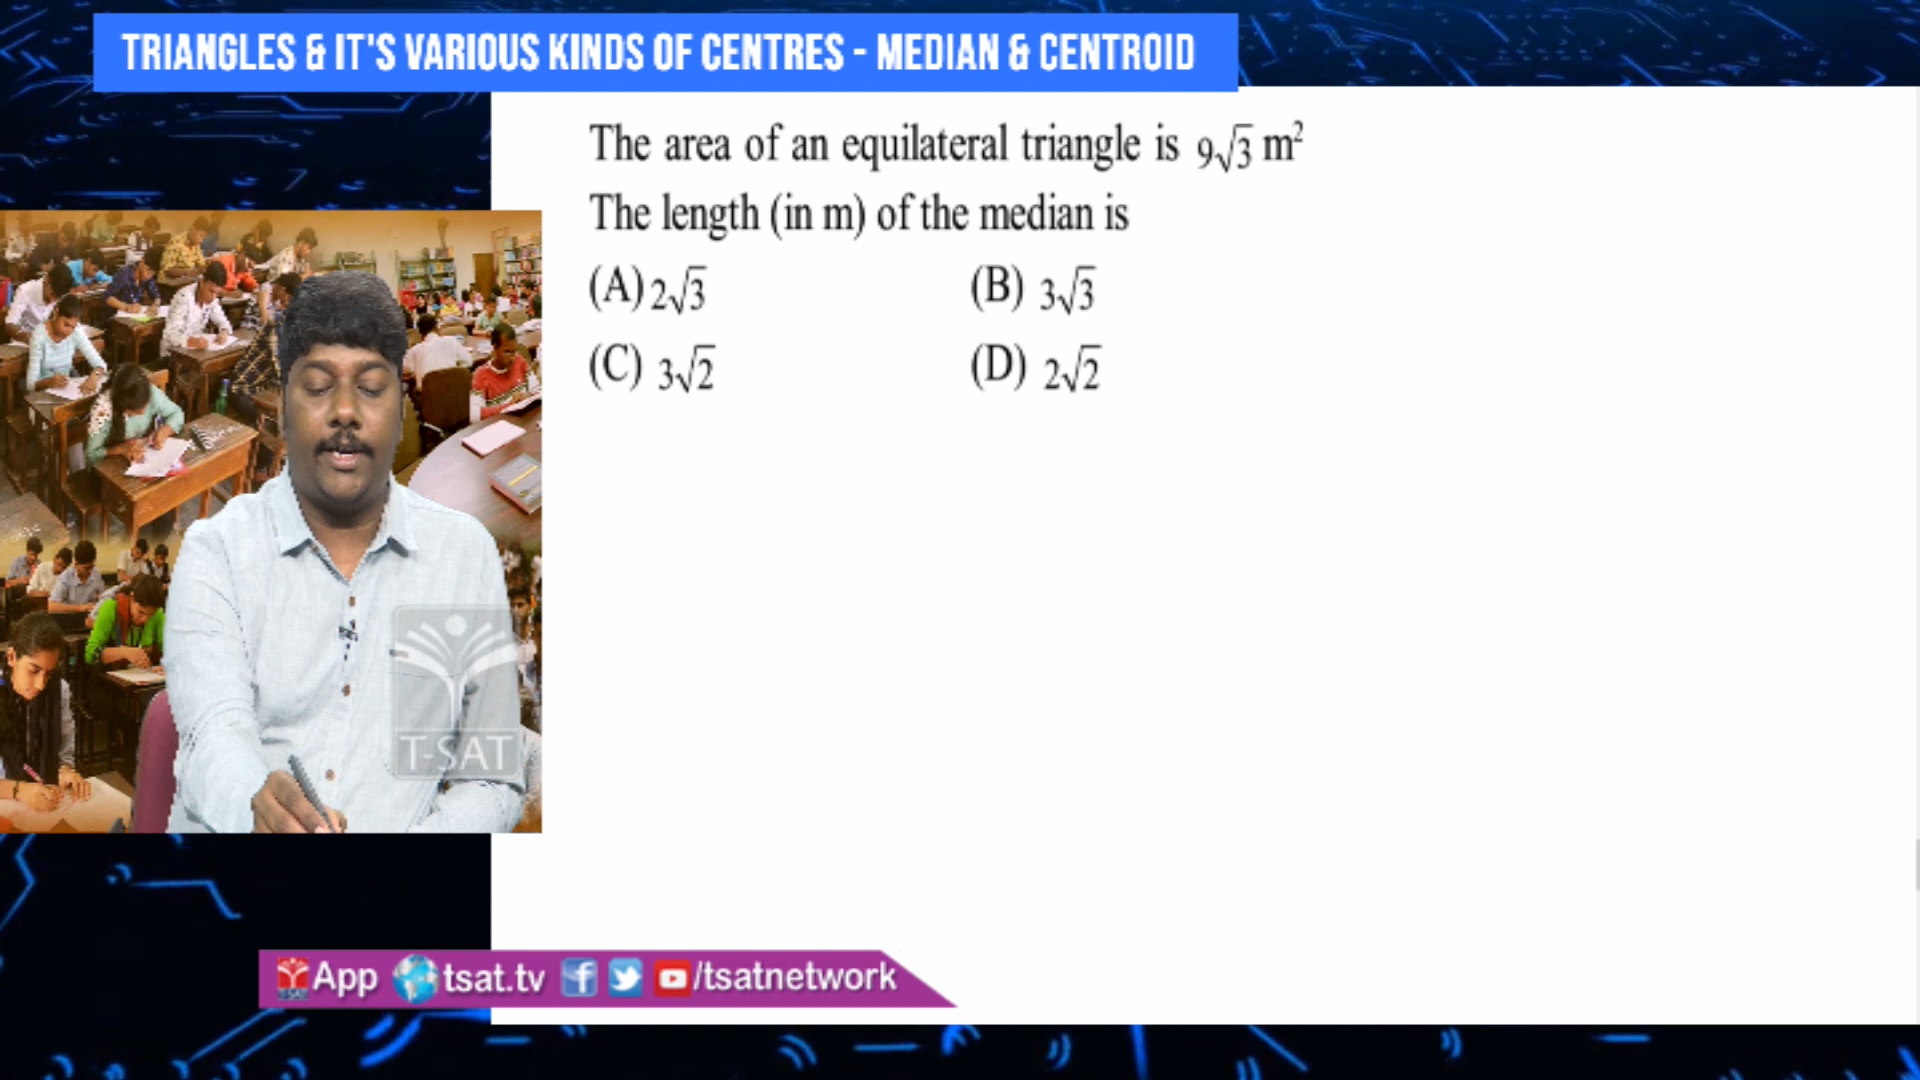 TRIANGLES & IT'S VARIOUS KINDS OF CENTRES - MEDIAN & CENTROID
The area of an equilateral triangle is 9√3 m²
The length (in m) of the median is
(A) 2√3 (B) 3√3
(C) 3√2 (D) 2√2
T-SAT
T-SAT App tsat.tv /tsatnetwork